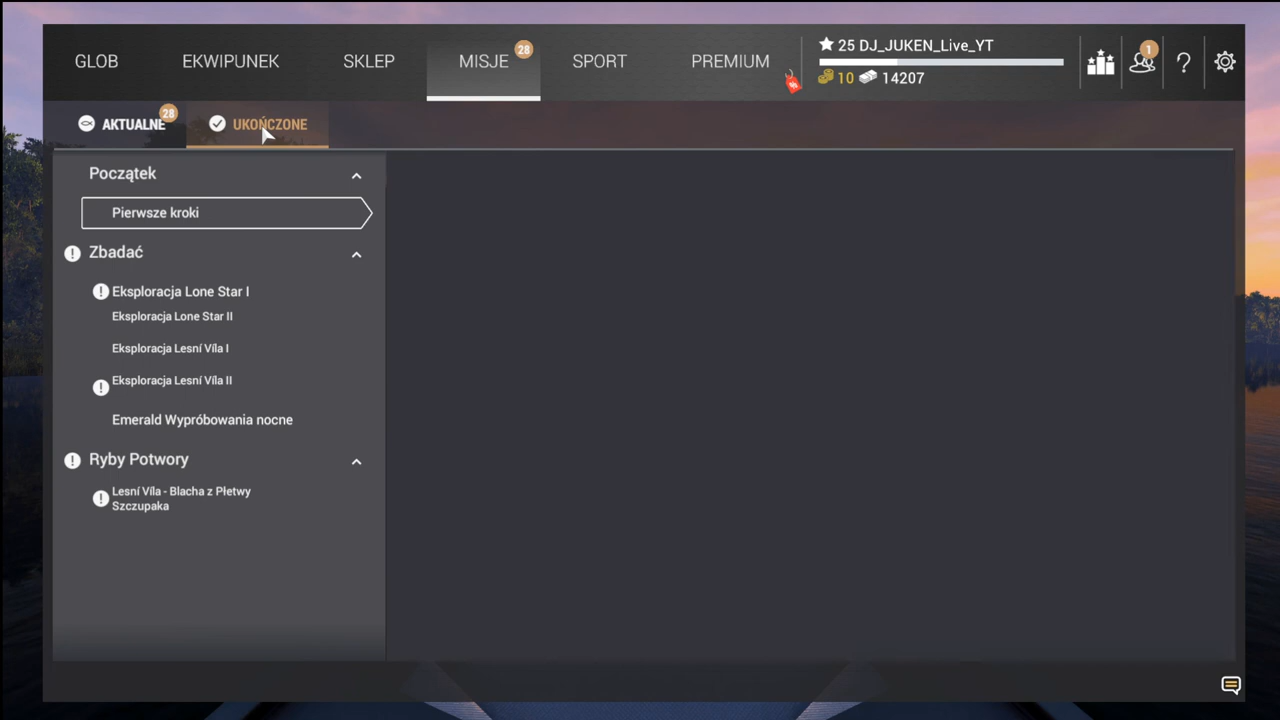 GLOB
EKWIPUNEK
SKLEP
MISJE 28
SPORT
PREMIUM
25 DJ_JUKEN_Live_YT
10 14207
1
?
AKTUALNE 28
UKOŃCZONE
Początek
Pierwsze kroki
! Zbadać
! Eksploracja Lone Star I
Eksploracja Lone Star II
Eksploracja Lesní Víla I
! Eksploracja Lesní Víla II
Emerald Wypróbowania nocne
! Ryby Potwory
! Lesní Víla - Blacha z Płetwy
Szczupaka